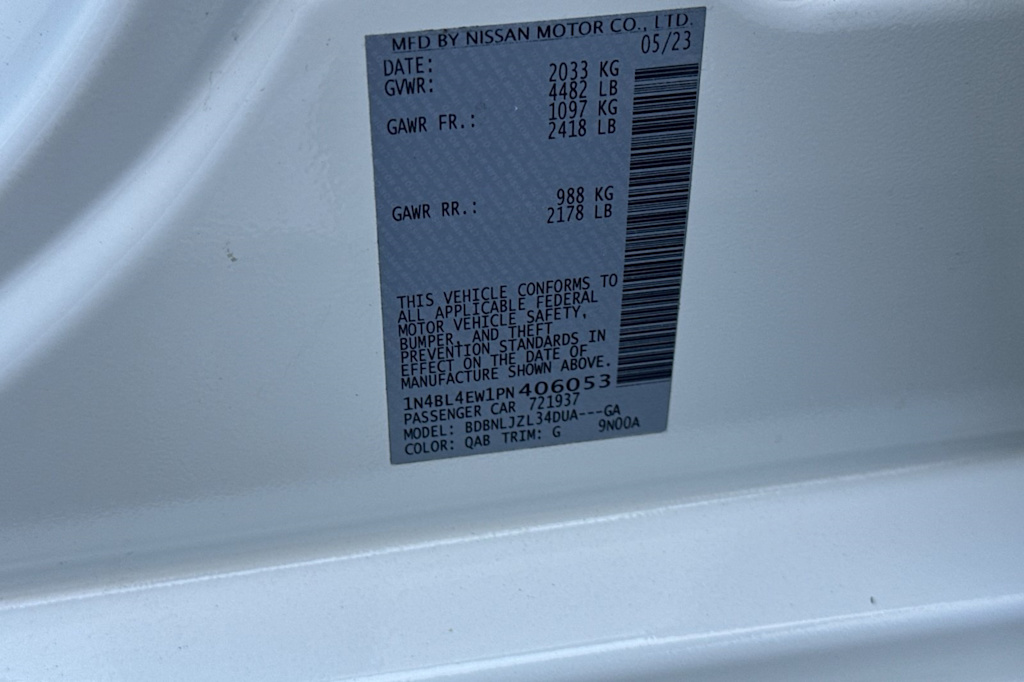 MFD BY NISSAN MOTOR CO., LTD.
DATE: 05/23
GVWR: 2033 KG
4482 LB
GAWR FR.: 1097 KG
2418 LB
GAWR RR.: 988 KG
2178 LB
THIS VEHICLE CONFORMS TO
ALL APPLICABLE FEDERAL
MOTOR VEHICLE SAFETY,
BUMPER, AND THEFT
PREVENTION STANDARDS IN
EFFECT ON THE DATE OF
MANUFACTURE SHOWN ABOVE.
1N4BL4EW1PN406053
PASSENGER CAR 721937
MODEL: BDBNLJZL34DUA---GA
COLOR: QAB TRIM: G 9N00A